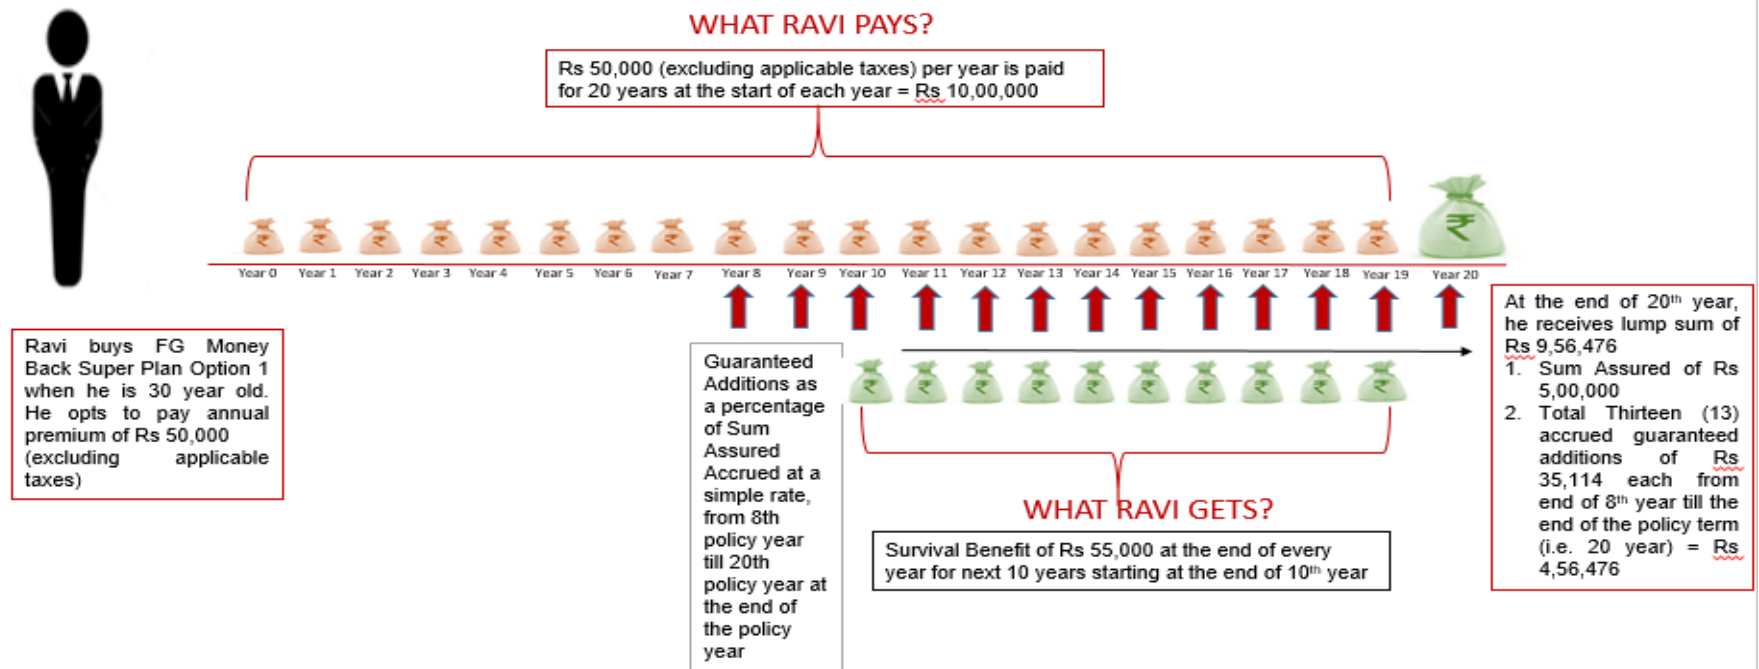 WHAT RAVI PAYS?
Rs 50,000 (excluding applicable taxes) per year is paid
for 20 years at the start of each year = Rs 10,00,000
₹ ₹ ₹ ₹ ₹ ₹ ₹ ₹ ₹ ₹ ₹ ₹ ₹ ₹ ₹ ₹ ₹ ₹ ₹ ₹ ₹
Year 0 Year 1 Year 2 Year 3 Year 4 Year 5 Year 6 Year 7 Year 8 Year 9 Year 10 Year 11 Year 12 Year 13 Year 14 Year 15 Year 16 Year 17 Year 18 Year 19 Year 20
Ravi buys FG Money
Back Super Plan Option 1
when he is 30 year old.
He opts to pay annual
premium of Rs 50,000
(excluding applicable
taxes)
Guaranteed
Additions as
a percentage
of Sum
Assured
Accrued at a
simple rate,
from 8th
policy year
till 20th
policy year at
the end of
the policy
year
₹ ₹ ₹ ₹ ₹ ₹ ₹ ₹ ₹
WHAT RAVI GETS?
Survival Benefit of Rs 55,000 at the end of every
year for next 10 years starting at the end of 10th year
At the end of 20th year,
he receives lump sum of
Rs 9,56,476
1. Sum Assured of Rs
5,00,000
2. Total Thirteen (13)
accrued guaranteed
additions of Rs
35,114 each from
end of 8th year till the
end of the policy term
(i.e. 20 year) = Rs
4,56,476